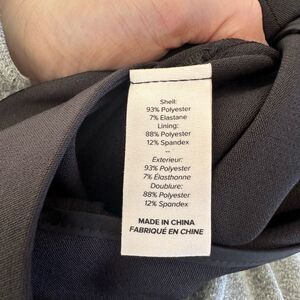 Shell:
93% Polyester
7% Elastane
Lining:
88% Polyester
12% Spandex
--
Exterieur:
93% Polyester
7% Élasthonne
Doublure:
88% Polyester
12% Spandex
MADE IN CHINA
FABRIQUÉ EN CHINE